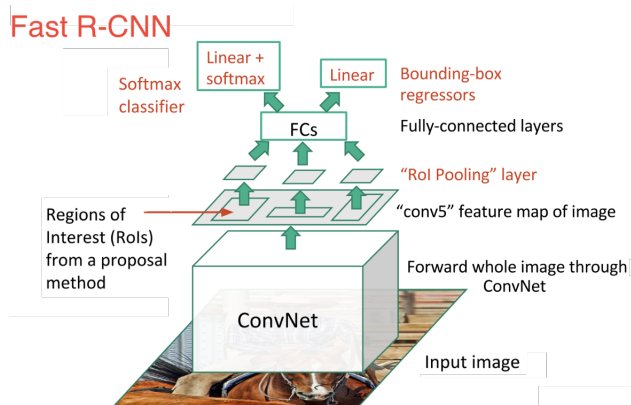 Fast R-CNN
Linear +
softmax
Linear
Softmax
classifier
Bounding-box
regressors
FCs
Fully-connected layers
“RoI Pooling” layer
Regions of
Interest (RoIs)
from a proposal
method
“conv5” feature map of image
Forward whole image through
ConvNet
ConvNet
Input image